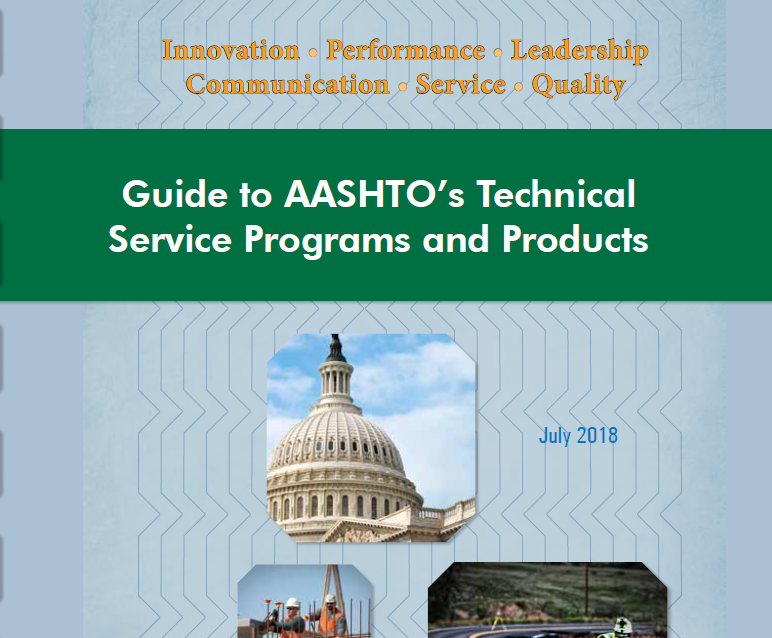 Innovation • Performance • Leadership
Communication • Service • Quality
Guide to AASHTO’s Technical
Service Programs and Products
July 2018